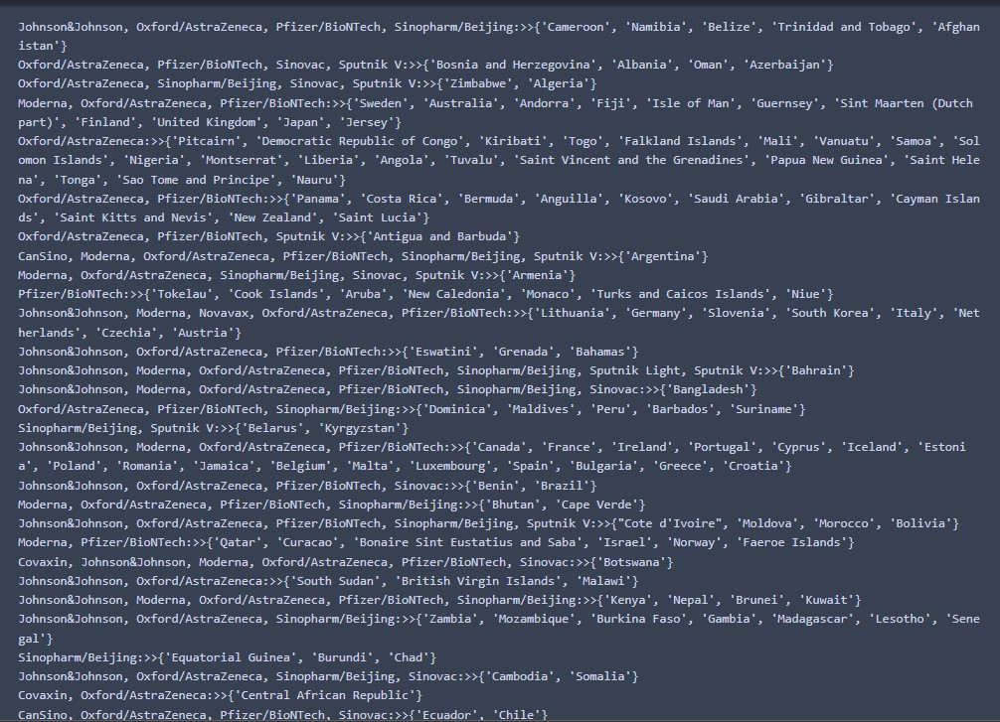 Johnson&Johnson, Oxford/AstraZeneca, Pfizer/BioNTech, Sinopharm/Beijing:>>{'Cameroon', 'Namibia', 'Belize', 'Trinidad and Tobago', 'Afghan
istan'}
Oxford/AstraZeneca, Pfizer/BioNTech, Sinovac, Sputnik V:>>{'Bosnia and Herzegovina', 'Albania', 'Oman', 'Azerbaijan'}
Oxford/AstraZeneca, Sinopharm/Beijing, Sinovac, Sputnik V:>>{'Zimbabwe', 'Algeria'}
Moderna, Oxford/AstraZeneca, Pfizer/BioNTech:>>{'Sweden', 'Australia', 'Andorra', 'Fiji', 'Isle of Man', 'Guernsey', 'Sint Maarten (Dutch
part)', 'Finland', 'United Kingdom', 'Japan', 'Jersey'}
Oxford/AstraZeneca:>>{'Pitcairn', 'Democratic Republic of Congo', 'Kiribati', 'Togo', 'Falkland Islands', 'Mali', 'Vanuatu', 'Samoa', 'Sol
omon Islands', 'Nigeria', 'Montserrat', 'Liberia', 'Angola', 'Tuvalu', 'Saint Vincent and the Grenadines', 'Papua New Guinea', 'Saint Hele
na', 'Tonga', 'Sao Tome and Principe', 'Nauru'}
Oxford/AstraZeneca, Pfizer/BioNTech:>>{'Panama', 'Costa Rica', 'Bermuda', 'Anguilla', 'Kosovo', 'Saudi Arabia', 'Gibraltar', 'Cayman Islan
ds', 'Saint Kitts and Nevis', 'New Zealand', 'Saint Lucia'}
Oxford/AstraZeneca, Pfizer/BioNTech, Sputnik V:>>{'Antigua and Barbuda'}
CanSino, Moderna, Oxford/AstraZeneca, Pfizer/BioNTech, Sinopharm/Beijing, Sputnik V:>>{'Argentina'}
Moderna, Oxford/AstraZeneca, Sinopharm/Beijing, Sinovac, Sputnik V:>>{'Armenia'}
Pfizer/BioNTech:>>{'Tokelau', 'Cook Islands', 'Aruba', 'New Caledonia', 'Monaco', 'Turks and Caicos Islands', 'Niue'}
Johnson&Johnson, Moderna, Novavax, Oxford/AstraZeneca, Pfizer/BioNTech:>>{'Lithuania', 'Germany', 'Slovenia', 'South Korea', 'Italy', 'Net
herlands', 'Czechia', 'Austria'}
Johnson&Johnson, Oxford/AstraZeneca, Pfizer/BioNTech:>>{'Eswatini', 'Grenada', 'Bahamas'}
Johnson&Johnson, Moderna, Oxford/AstraZeneca, Pfizer/BioNTech, Sinopharm/Beijing, Sputnik Light, Sputnik V:>>{'Bahrain'}
Johnson&Johnson, Moderna, Oxford/AstraZeneca, Pfizer/BioNTech, Sinopharm/Beijing, Sinovac:>>{'Bangladesh'}
Oxford/AstraZeneca, Pfizer/BioNTech, Sinopharm/Beijing:>>{'Dominica', 'Maldives', 'Peru', 'Barbados', 'Suriname'}
Sinopharm/Beijing, Sputnik V:>>{'Belarus', 'Kyrgyzstan'}
Johnson&Johnson, Moderna, Oxford/AstraZeneca, Pfizer/BioNTech:>>{'Canada', 'France', 'Ireland', 'Portugal', 'Cyprus', 'Iceland', 'Estoni
a', 'Poland', 'Romania', 'Jamaica', 'Belgium', 'Malta', 'Luxembourg', 'Spain', 'Bulgaria', 'Greece', 'Croatia'}
Johnson&Johnson, Oxford/AstraZeneca, Pfizer/BioNTech, Sinovac:>>{'Benin', 'Brazil'}
Moderna, Oxford/AstraZeneca, Pfizer/BioNTech, Sinopharm/Beijing:>>{'Bhutan', 'Cape Verde'}
Johnson&Johnson, Oxford/AstraZeneca, Pfizer/BioNTech, Sinopharm/Beijing, Sputnik V:>>{"Cote d'Ivoire", 'Moldova', 'Morocco', 'Bolivia'}
Moderna, Pfizer/BioNTech:>>{'Qatar', 'Curacao', 'Bonaire Sint Eustatius and Saba', 'Israel', 'Norway', 'Faeroe Islands'}
Covaxin, Johnson&Johnson, Moderna, Oxford/AstraZeneca, Pfizer/BioNTech, Sinovac:>>{'Botswana'}
Johnson&Johnson, Oxford/AstraZeneca:>>{'South Sudan', 'British Virgin Islands', 'Malawi'}
Johnson&Johnson, Moderna, Oxford/AstraZeneca, Pfizer/BioNTech, Sinopharm/Beijing:>>{'Kenya', 'Nepal', 'Brunei', 'Kuwait'}
Johnson&Johnson, Oxford/AstraZeneca, Sinopharm/Beijing:>>{'Zambia', 'Mozambique', 'Burkina Faso', 'Gambia', 'Madagascar', 'Lesotho', 'Sene
gal'}
Sinopharm/Beijing:>>{'Equatorial Guinea', 'Burundi', 'Chad'}
Johnson&Johnson, Oxford/AstraZeneca, Sinopharm/Beijing, Sinovac:>>{'Cambodia', 'Somalia'}
Covaxin, Oxford/AstraZeneca:>>{'Central African Republic'}
CanSino, Oxford/AstraZeneca, Pfizer/BioNTech, Sinovac:>>{'Ecuador', 'Chile'}